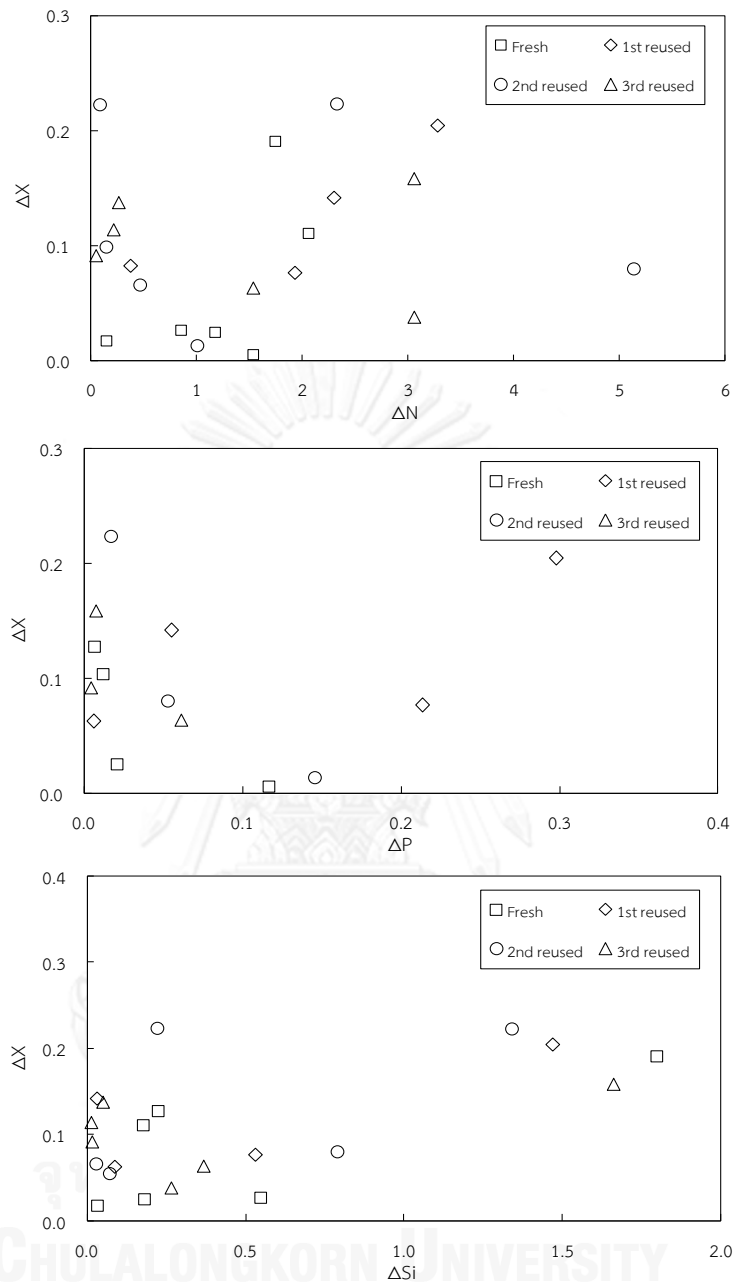 0.3
□ Fresh ◇ 1st reused
○ 2nd reused △ 3rd reused
0.2
ΔX
0.1
0.0
0 1 2 3 4 5 6
ΔN
0.3
□ Fresh ◇ 1st reused
○ 2nd reused △ 3rd reused
0.2
ΔX
0.1
0.0
0.0 0.1 0.2 0.3 0.4
ΔP
0.4
□ Fresh ◇ 1st reused
○ 2nd reused △ 3rd reused
0.3
0.2
ΔX
0.1
0.0
0.0 0.5 1.0 1.5 2.0
ΔSi
CHULALONGKORN UNIVERSITY